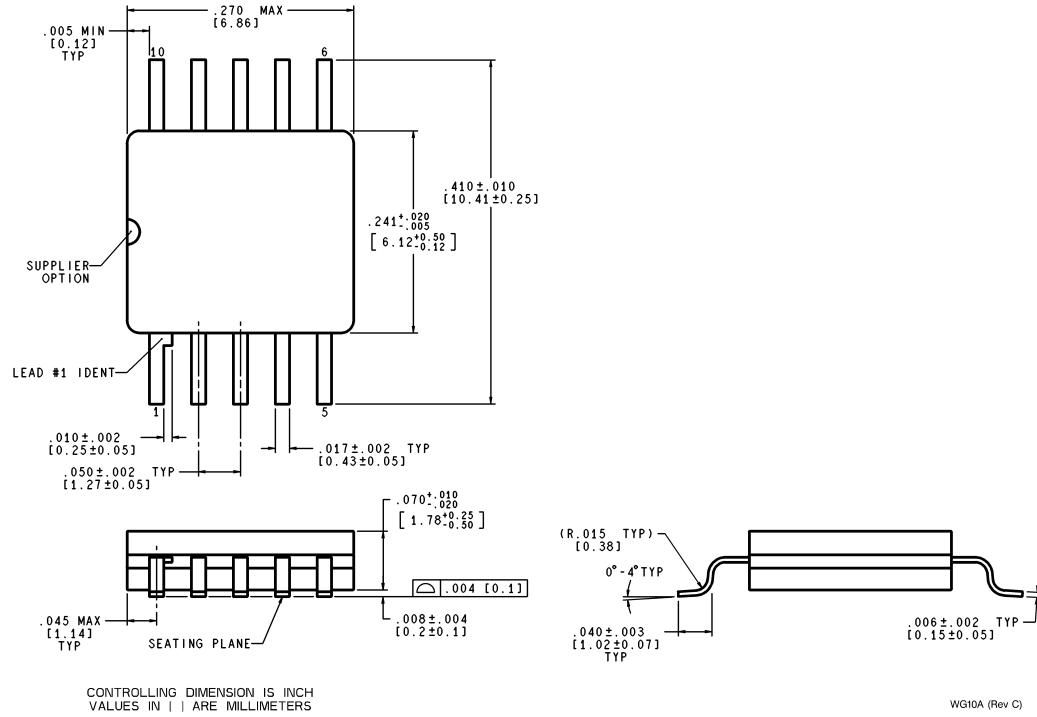 .270 MAX
[6.86]
.005 MIN
[0.12]
TYP
10
6
.410±.010
[10.41±0.25]
.241+.020
-.005
[6.12+0.50
-0.12]
SUPPLIER
OPTION
LEAD #1 IDENT
1
5
.010±.002
[0.25±0.05]
.017±.002 TYP
[0.43±0.05]
.050±.002 TYP
[1.27±0.05]
.070+.010
-.020
[1.78+0.25
-0.50]
(R.015 TYP)
[0.38]
0°-4° TYP
.004 [0.1]
.045 MAX
[1.14]
TYP
SEATING PLANE
.008±.004
[0.2±0.1]
.040±.003
[1.02±0.07]
TYP
.006±.002 TYP
[0.15±0.05]
CONTROLLING DIMENSION IS INCH
VALUES IN [ ] ARE MILLIMETERS
WG10A (Rev C)